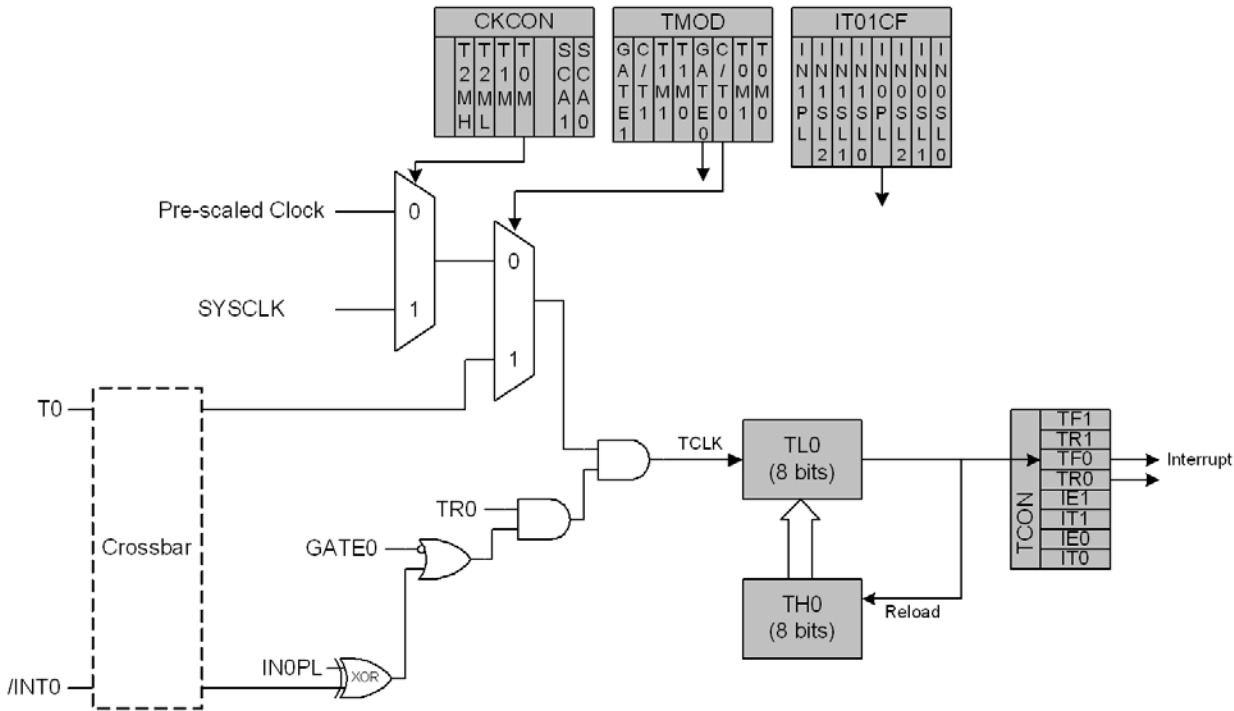 CKCON
TMOD
IT01CF
T2MH
T2ML
T1M
T0M
SCA1
SCA0
GATE1
C/T1
T1M1
T1M0
GATE0
C/T0
T0M1
T0M0
IN1PL
IN1SL2
IN1SL1
IN1SL0
IN0PL
IN0SL2
IN0SL1
IN0SL0
Pre-scaled Clock
0
0
SYSCLK
1
1
T0
Crossbar
TCLK
TL0
(8 bits)
TCON
TF1
TR1
TF0
TR0
IE1
IT1
IE0
IT0
Interrupt
TR0
GATE0
TH0
(8 bits)
Reload
IN0PL
XOR
/INT0